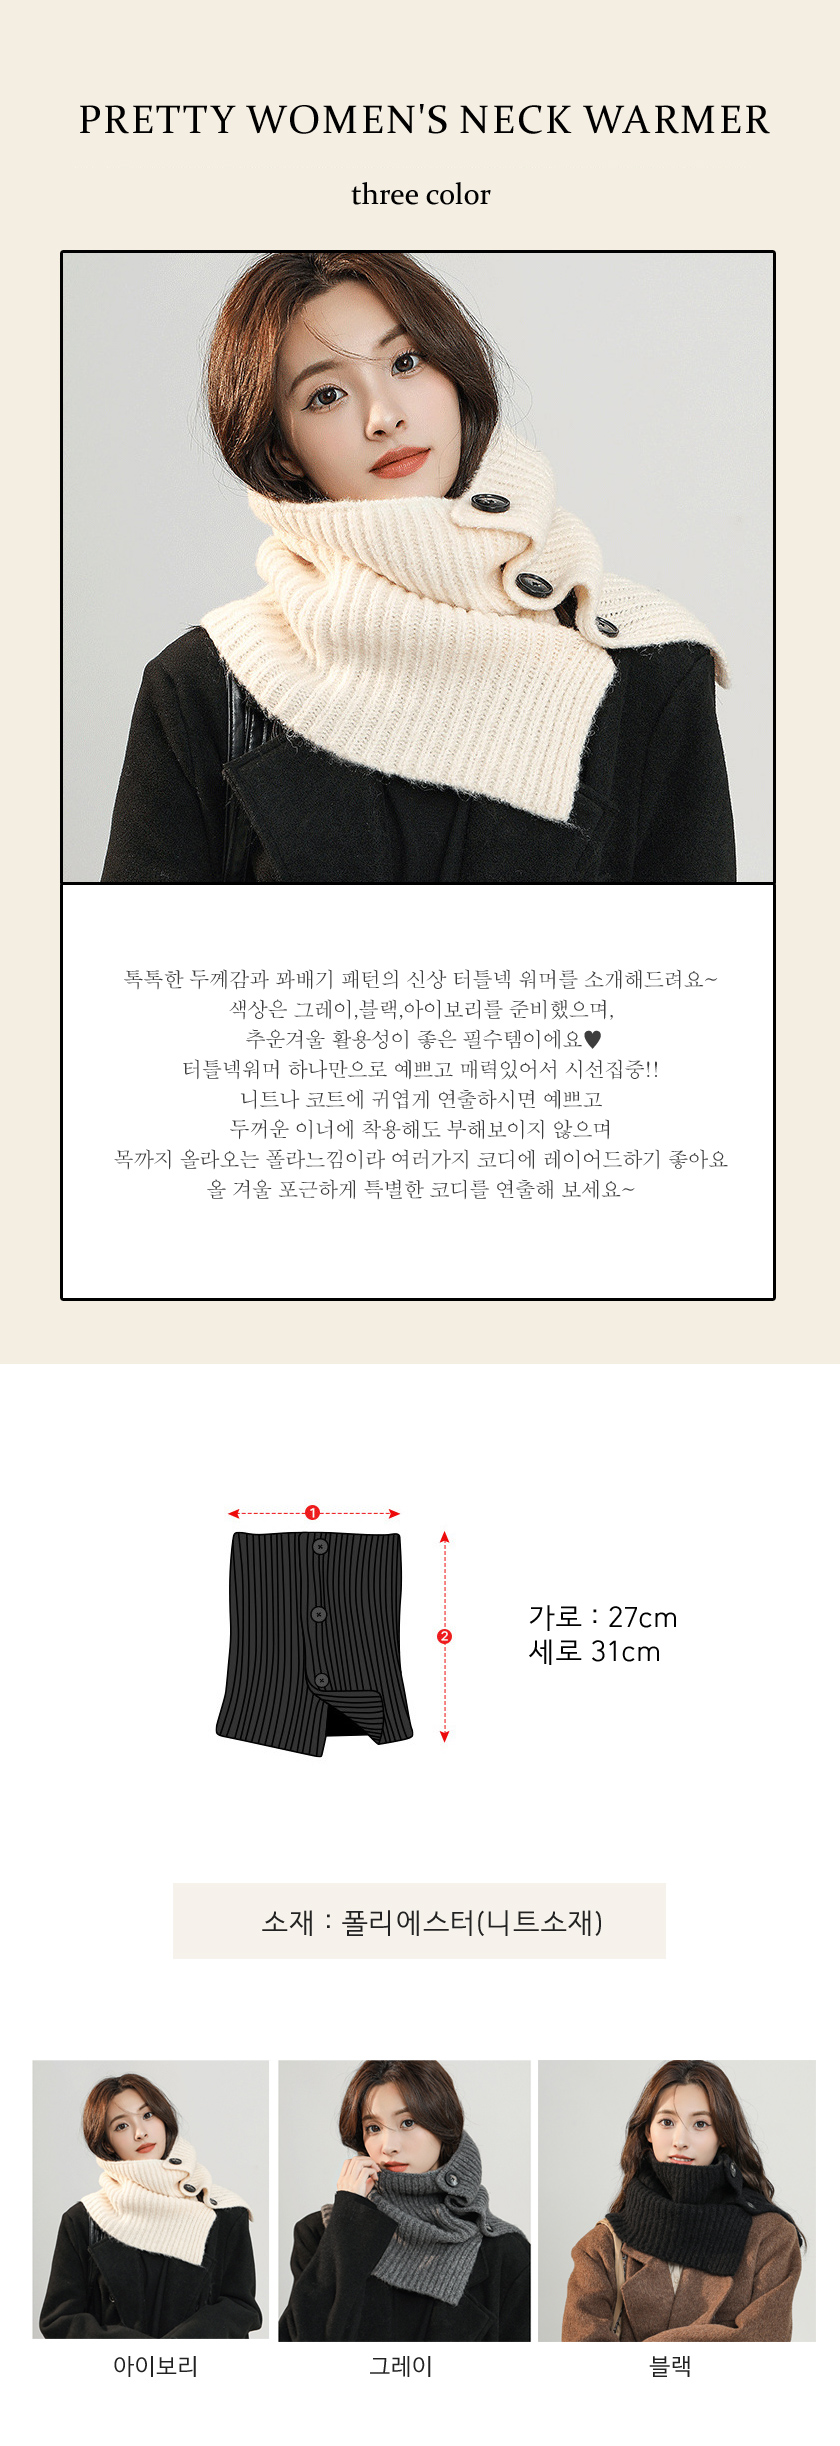 PRETTY WOMEN'S NECK WARMER
three color
톡톡한 두께감과 꽈배기 패턴의 신상 터틀넥 워머를 소개해드려요~
색상은 그레이,블랙,아이보리를 준비했으며,
추운겨울 활용성이 좋은 필수템이에요♥
터틀넥워머 하나만으로 예쁘고 매력있어서 시선집중!!
니트나 코트에 귀엽게 연출하시면 예쁘고
두꺼운 이너에 착용해도 부해보이지 않으며
목까지 올라오는 폴라느낌이라 여러가지 코디에 레이어드하기 좋아요
올 겨울 포근하게 특별한 코디를 연출해 보세요~
1
2
가로 : 27cm
세로 31cm
소재 : 폴리에스터(니트소재)
아이보리
그레이
블랙